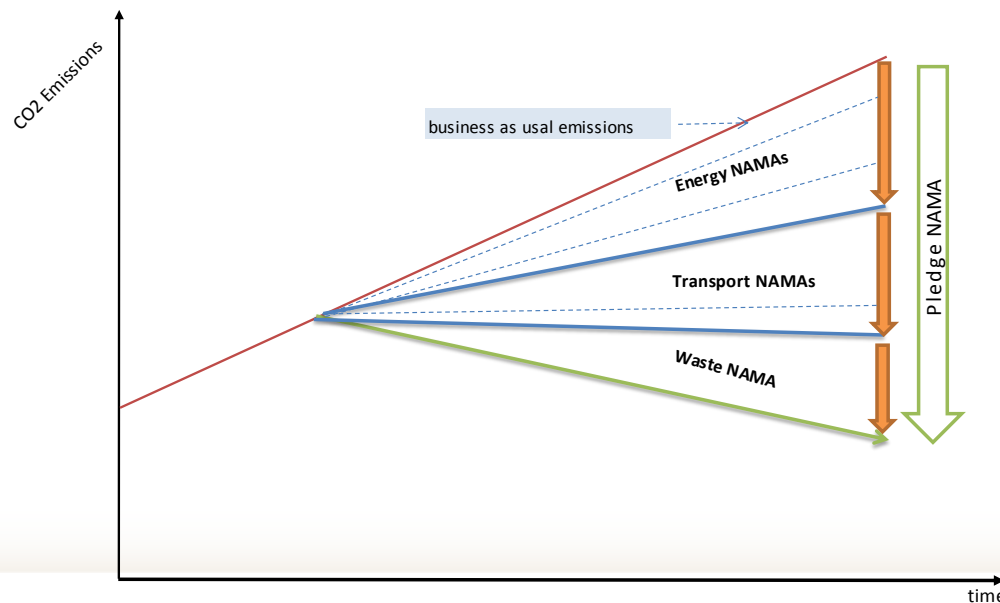 CO2 Emissions
business as usal emissions
Energy NAMAs
Transport NAMAs
Waste NAMA
Pledge NAMA
time